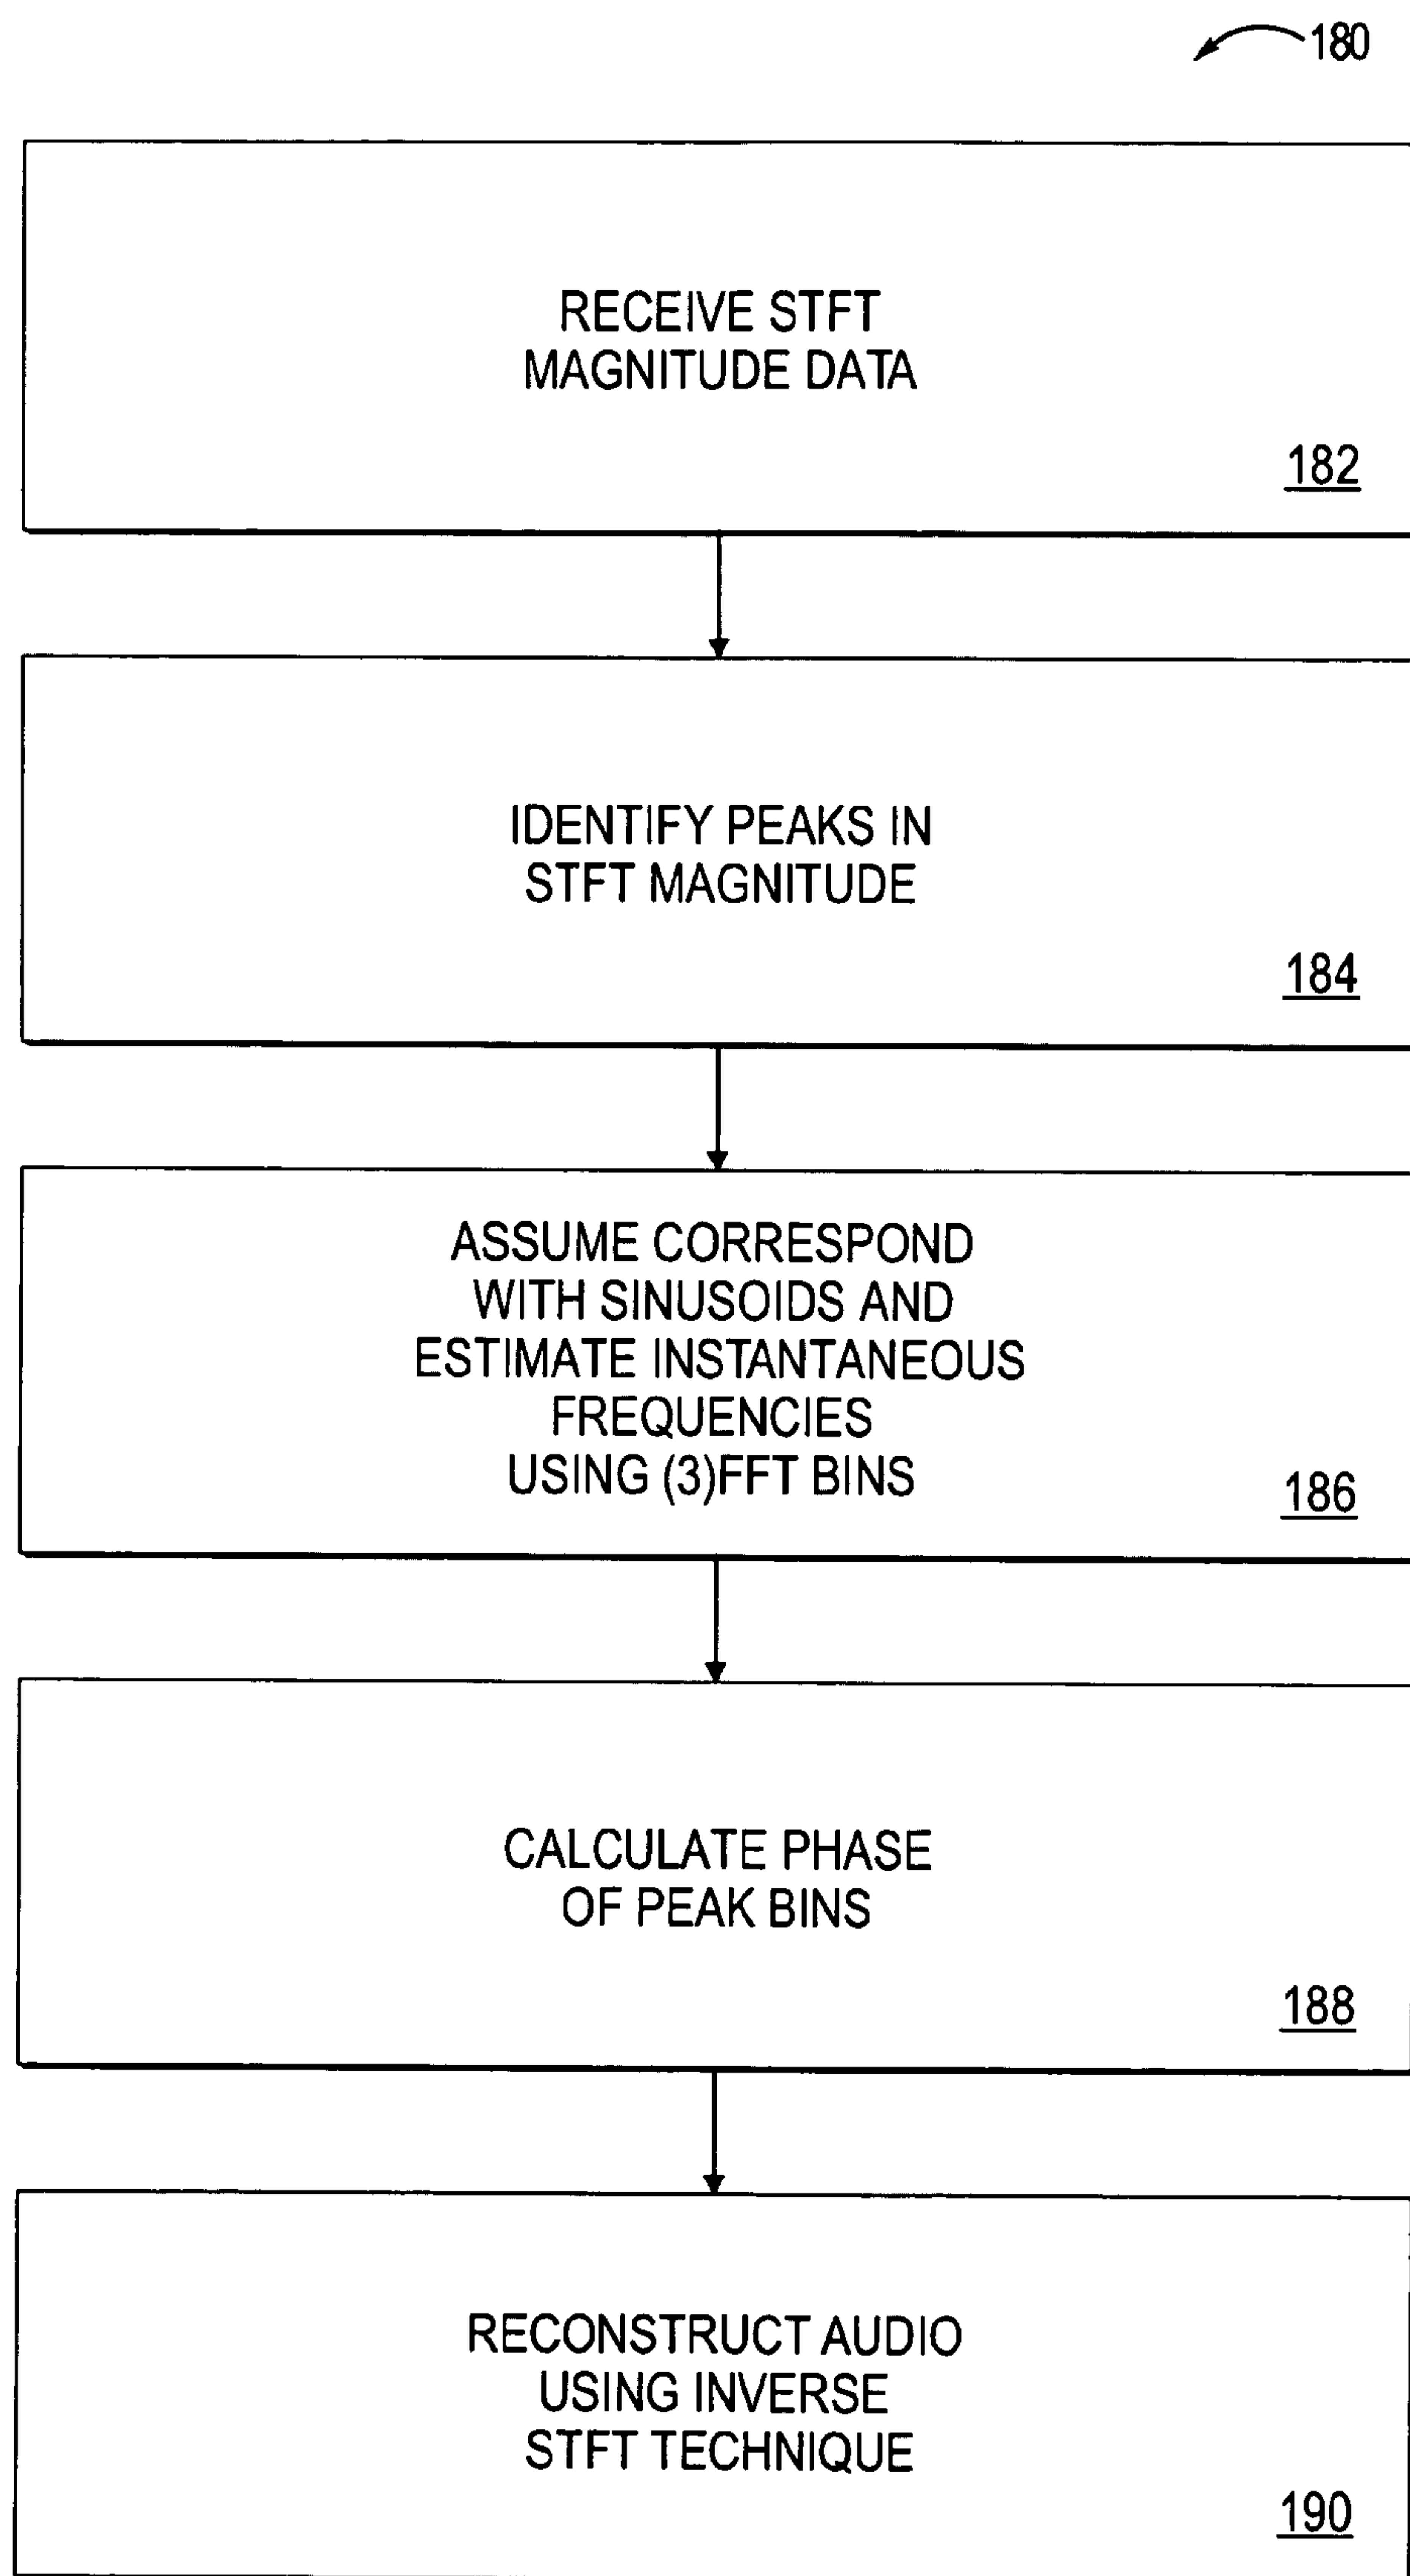 180
RECEIVE STFT
MAGNITUDE DATA
182
IDENTIFY PEAKS IN
STFT MAGNITUDE
184
ASSUME CORRESPOND
WITH SINUSOIDS AND
ESTIMATE INSTANTANEOUS
FREQUENCIES
USING (3)FFT BINS
186
CALCULATE PHASE
OF PEAK BINS
188
RECONSTRUCT AUDIO
USING INVERSE
STFT TECHNIQUE
190